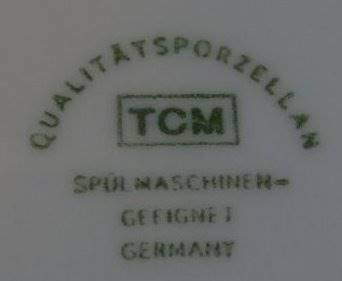 QUALITÄTSPORZELLAN
TCM
SPÜLMASCHINEN-
GEEIGNET
GERMANY